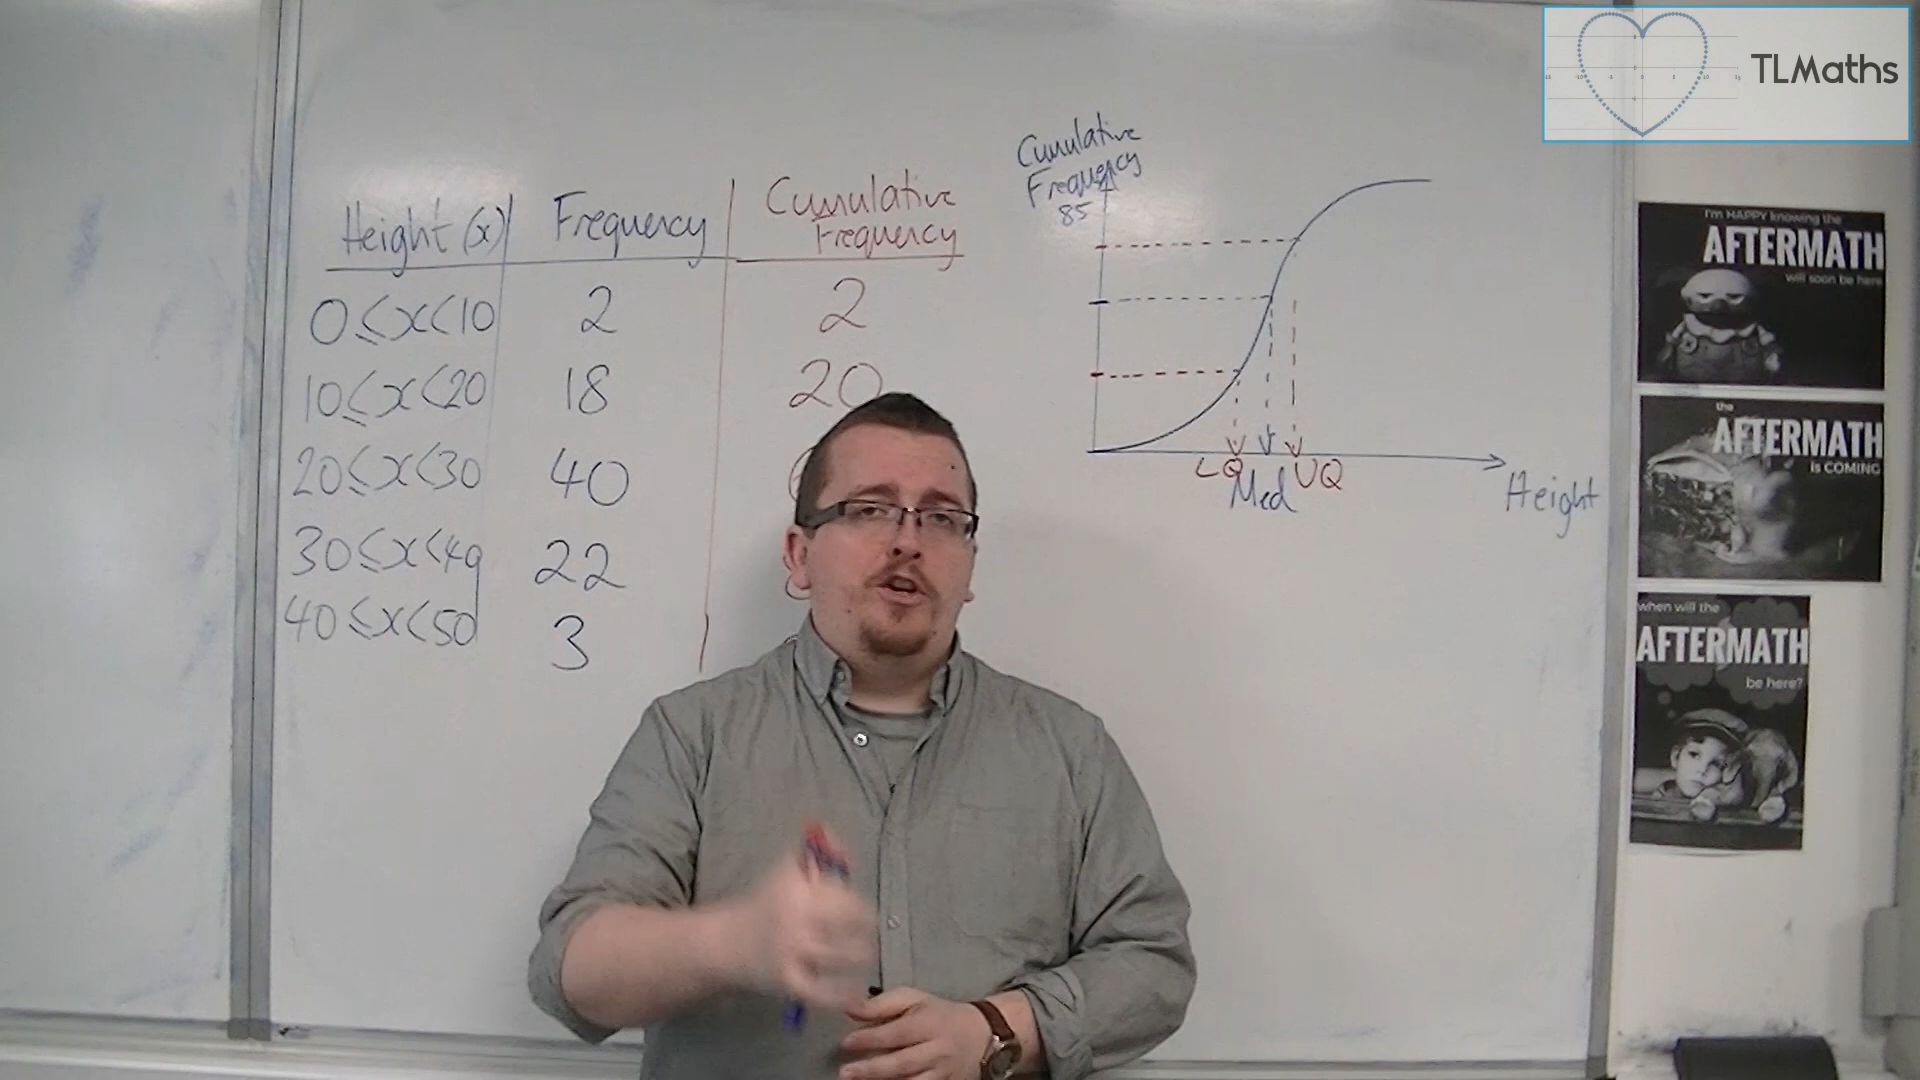 TLMaths
Height (x) Frequency Cumulative Frequency
0≤x<10 2 2
10≤x<20 18 20
20≤x<30 40
30≤x<40 22
40≤x<50 3
Cumulative
Frequency
85
LQ Med UQ
Height
I'm HAPPY knowing the
AFTERMATH
will soon be here
the
AFTERMATH
is COMING
when will the
AFTERMATH
be here?